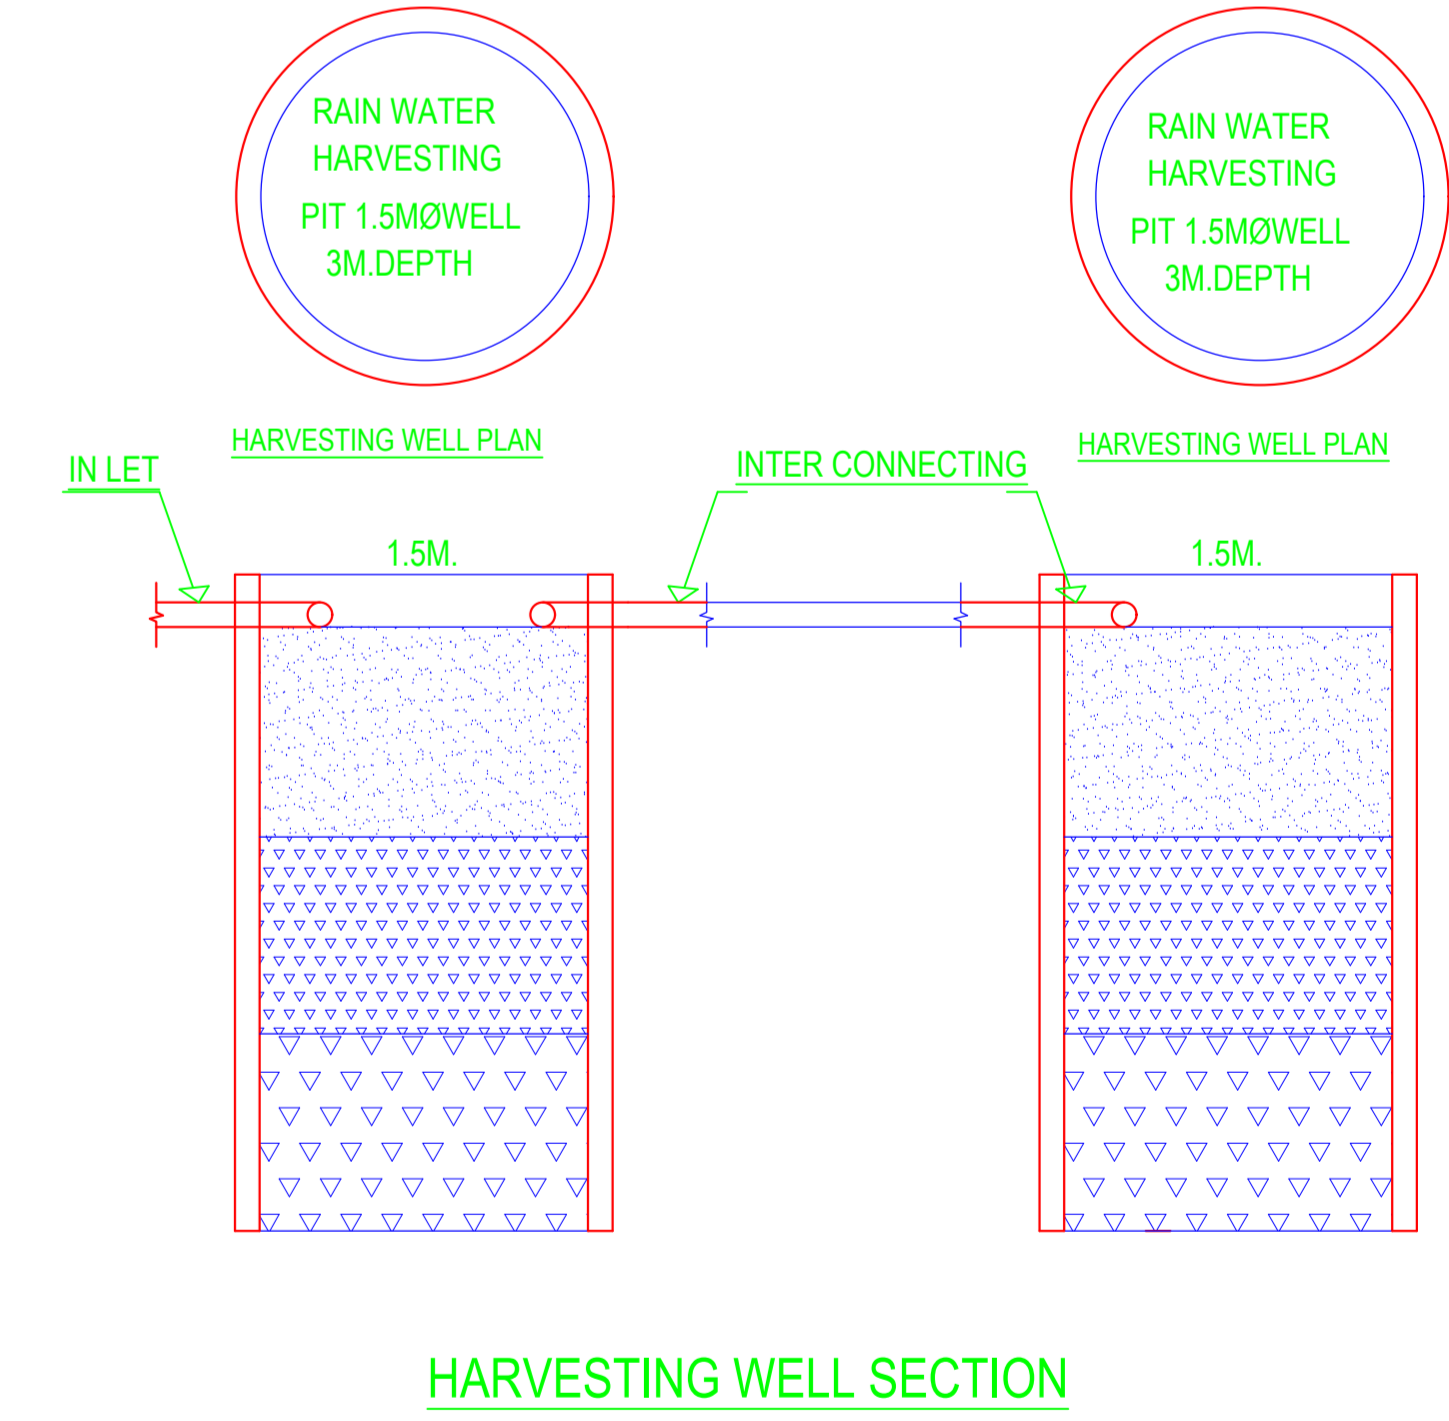 RAIN WATER
HARVESTING
PIT 1.5MØWELL
3M.DEPTH
RAIN WATER
HARVESTING
PIT 1.5MØWELL
3M.DEPTH
HARVESTING WELL PLAN
HARVESTING WELL PLAN
IN LET
INTER CONNECTING
1.5M.
1.5M.
HARVESTING WELL SECTION